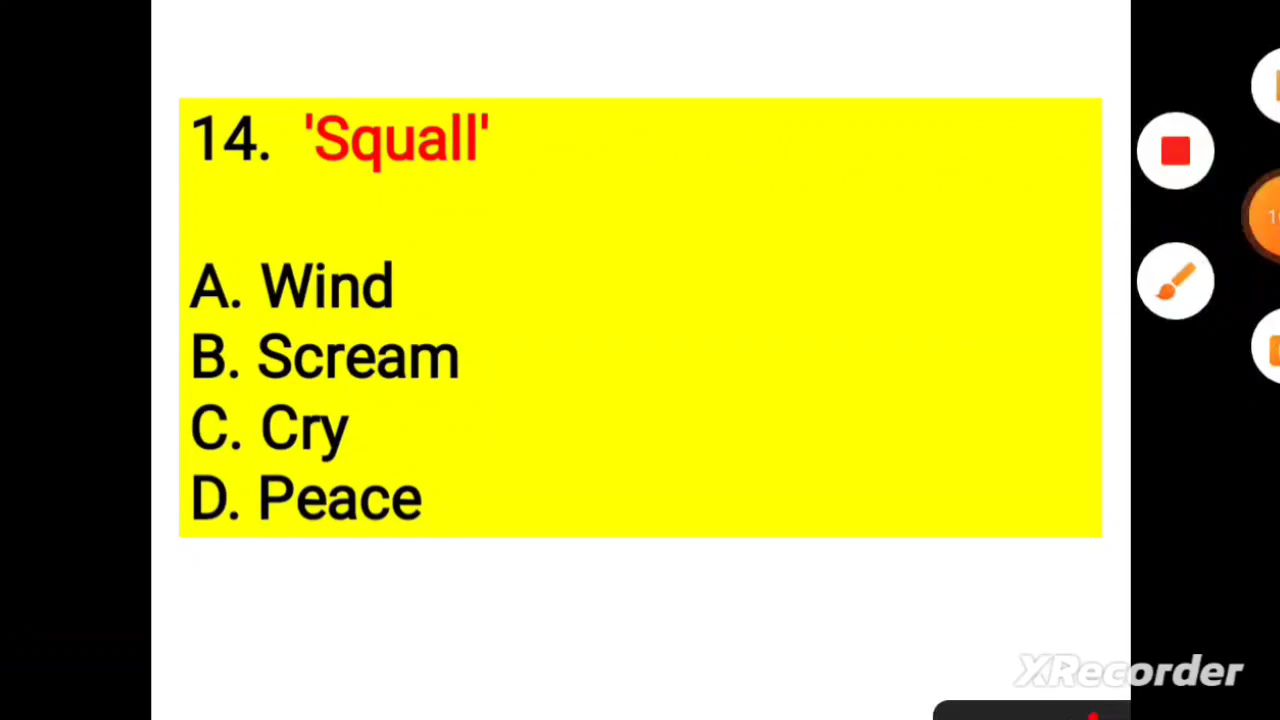 14. 'Squall'
A. Wind
B. Scream
C. Cry
D. Peace
XRecorder